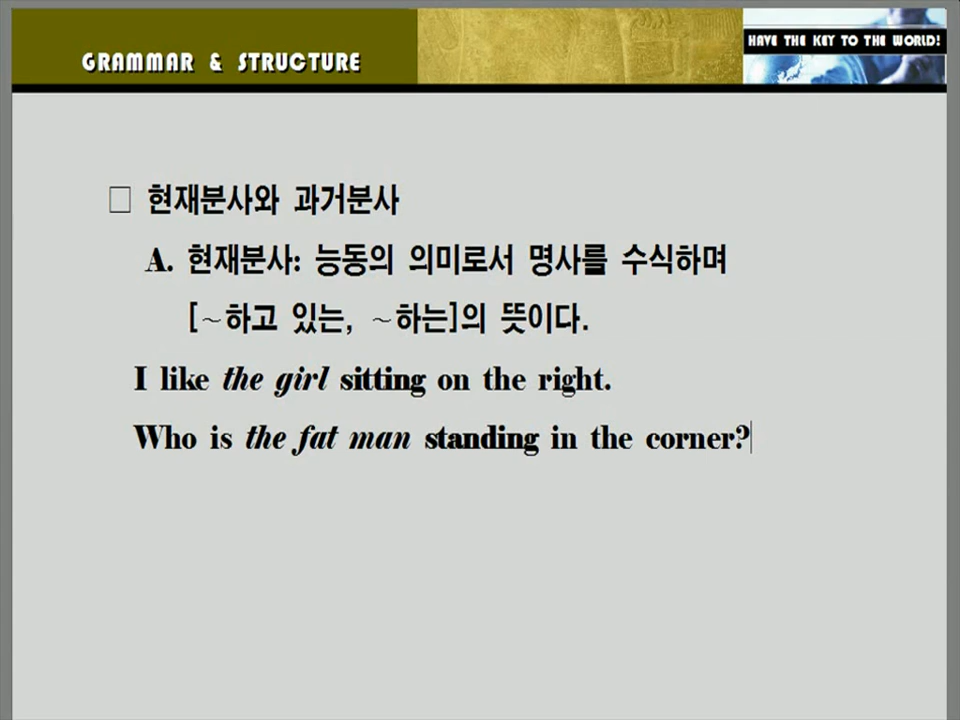 GRAMMAR & STRUCTURE
HAVE THE KEY TO THE WORLD!
□ 현재분사와 과거분사
A. 현재분사: 능동의 의미로서 명사를 수식하며
[~하고 있는, ~하는]의 뜻이다.
I like the girl sitting on the right.
Who is the fat man standing in the corner?